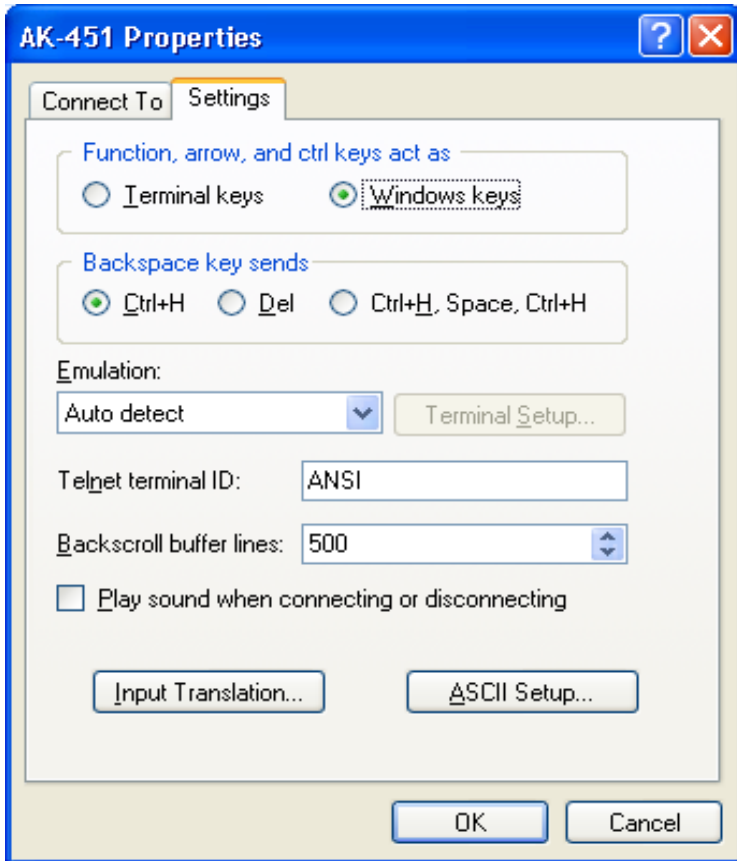 AK-451 Properties
Connect To Settings
Function, arrow, and ctrl keys act as
Terminal keys Windows keys
Backspace key sends
Ctrl+H Del Ctrl+H, Space, Ctrl+H
Emulation:
Auto detect Terminal Setup...
Telnet terminal ID: ANSI
Backscroll buffer lines: 500
Play sound when connecting or disconnecting
Input Translation... ASCII Setup...
OK Cancel